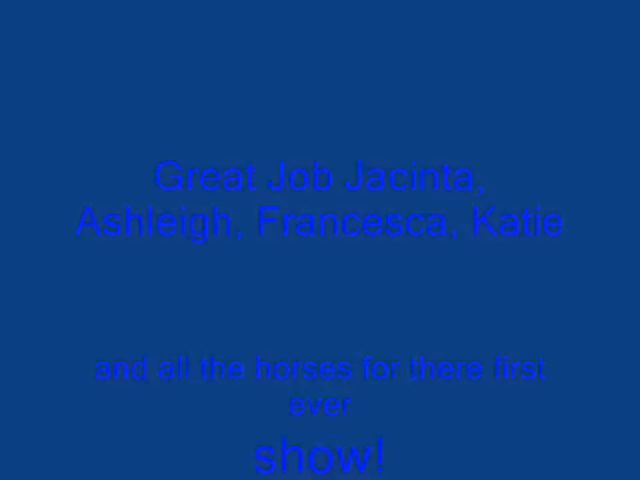 Great Job Jacinta,
Ashleigh, Francesca, Katie
and all the horses for there first
ever
show!